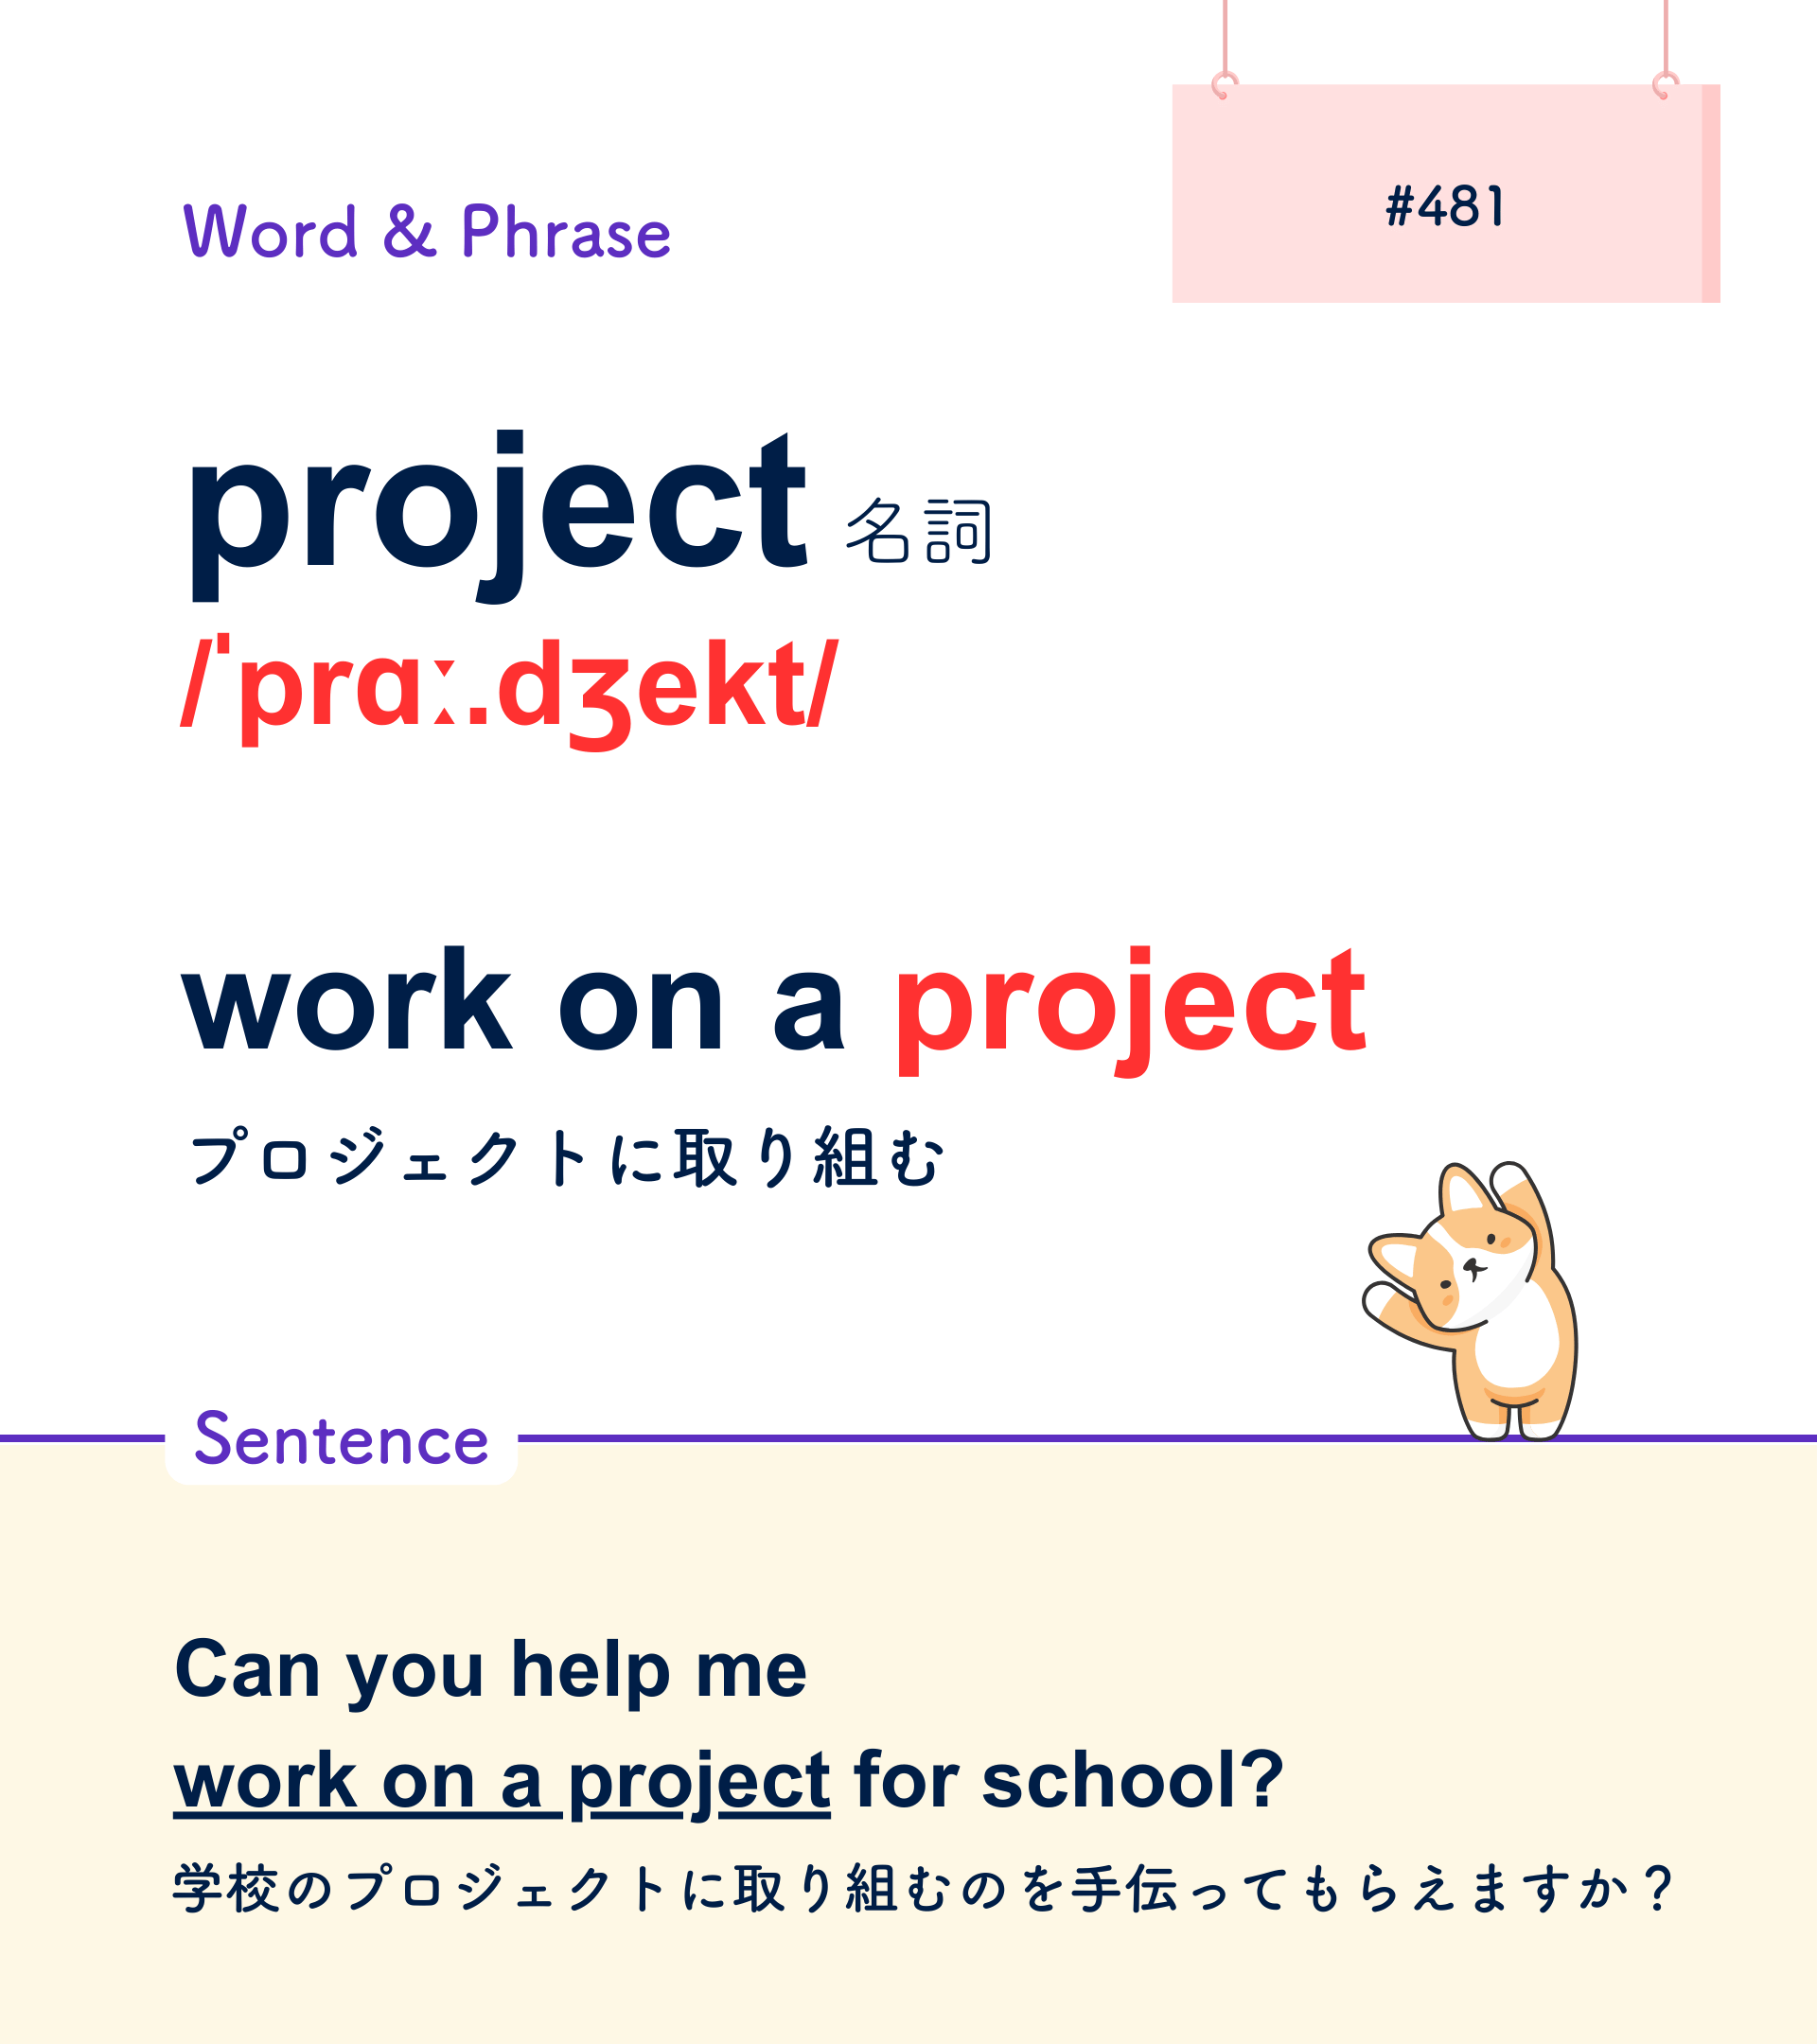 #481
Word & Phrase
project 名詞
/ˈprɑː.dʒekt/
work on a project
プロジェクトに取り組む
Sentence
Can you help me
work on a project for school?
学校のプロジェクトに取り組むのを手伝ってもらえますか？